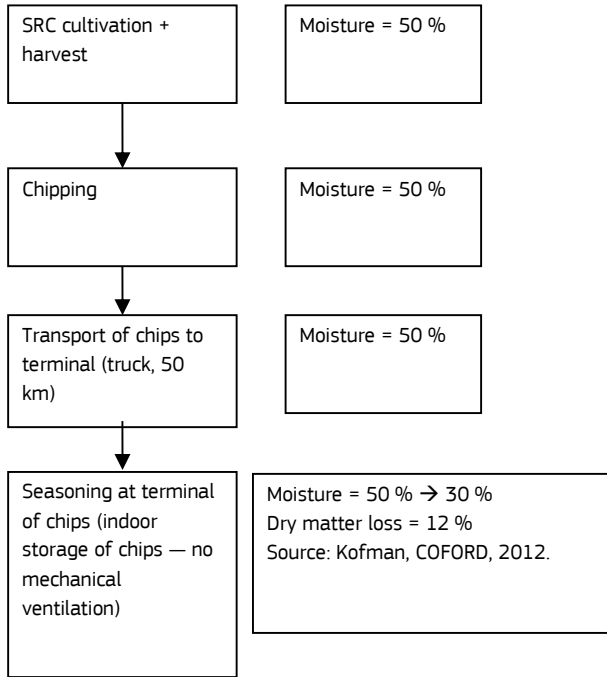 SRC cultivation +
harvest
Moisture = 50 %
Chipping
Moisture = 50 %
Transport of chips to
terminal (truck, 50
km)
Moisture = 50 %
Seasoning at terminal
of chips (indoor
storage of chips — no
mechanical
ventilation)
Moisture = 50 % → 30 %
Dry matter loss = 12 %
Source: Kofman, COFORD, 2012.